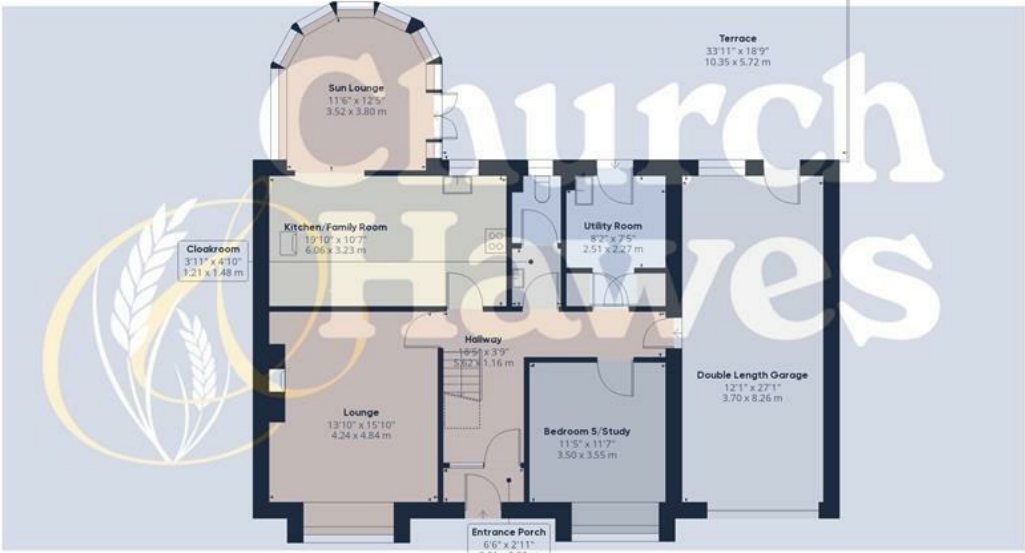 Terrace
33'11" x 18'9"
10.35 x 5.72 m
Sun Lounge
11'6" x 12'5"
3.52 x 3.80 m
Church
Hawes
Kitchen/Family Room
19'10" x 10'7"
6.06 x 3.23 m
Utility Room
8'2" x 7'5"
2.51 x 2.27 m
Cloakroom
3'11" x 4'10"
1.21 x 1.48 m
Hallway
18'5" x 3'9"
5.62 x 1.16 m
Double Length Garage
12'1" x 27'1"
3.70 x 8.26 m
Lounge
13'10" x 15'10"
4.24 x 4.84 m
Bedroom 5/Study
11'5" x 11'7"
3.50 x 3.55 m
Entrance Porch
6'6" x 2'11"